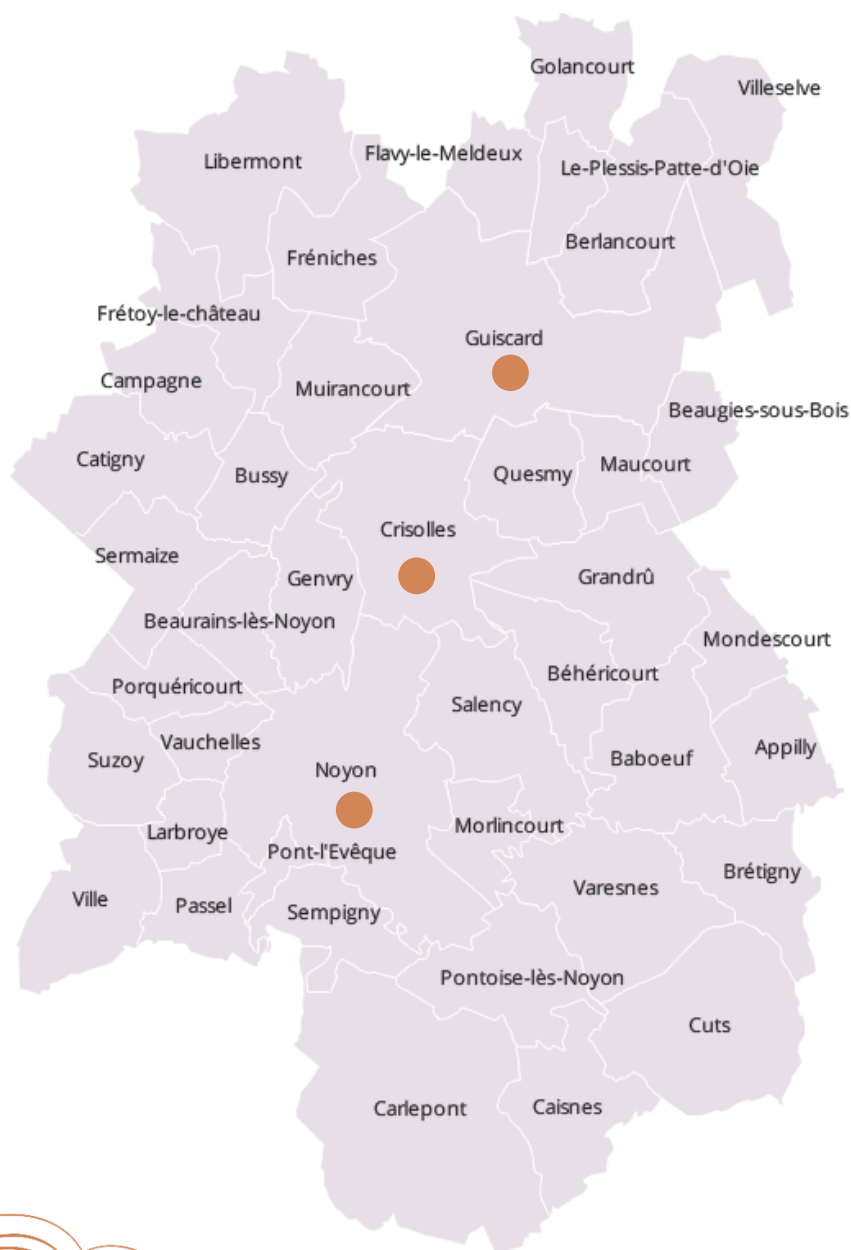 Golancourt
Villeselve
Flavy-le-Meldeux
Libermont
Le-Plessis-Patte-d'Oie
Berlancourt
Fréniches
Frétoy-le-château
Guiscard
Campagne
Muirancourt
Beaugies-sous-Bois
Catigny
Maucourt
Quesmy
Bussy
Crisolles
Sermaize
Grandrû
Genvry
Beaurains-lès-Noyon
Mondescourt
Béhéricourt
Porquéricourt
Salency
Vauchelles
Appilly
Suzoy
Baboeuf
Noyon
Morlincourt
Larbroye
Pont-l'Evêque
Brétigny
Varesnes
Ville
Passel
Sempigny
Pontoise-lès-Noyon
Cuts
Caisnes
Carlepont